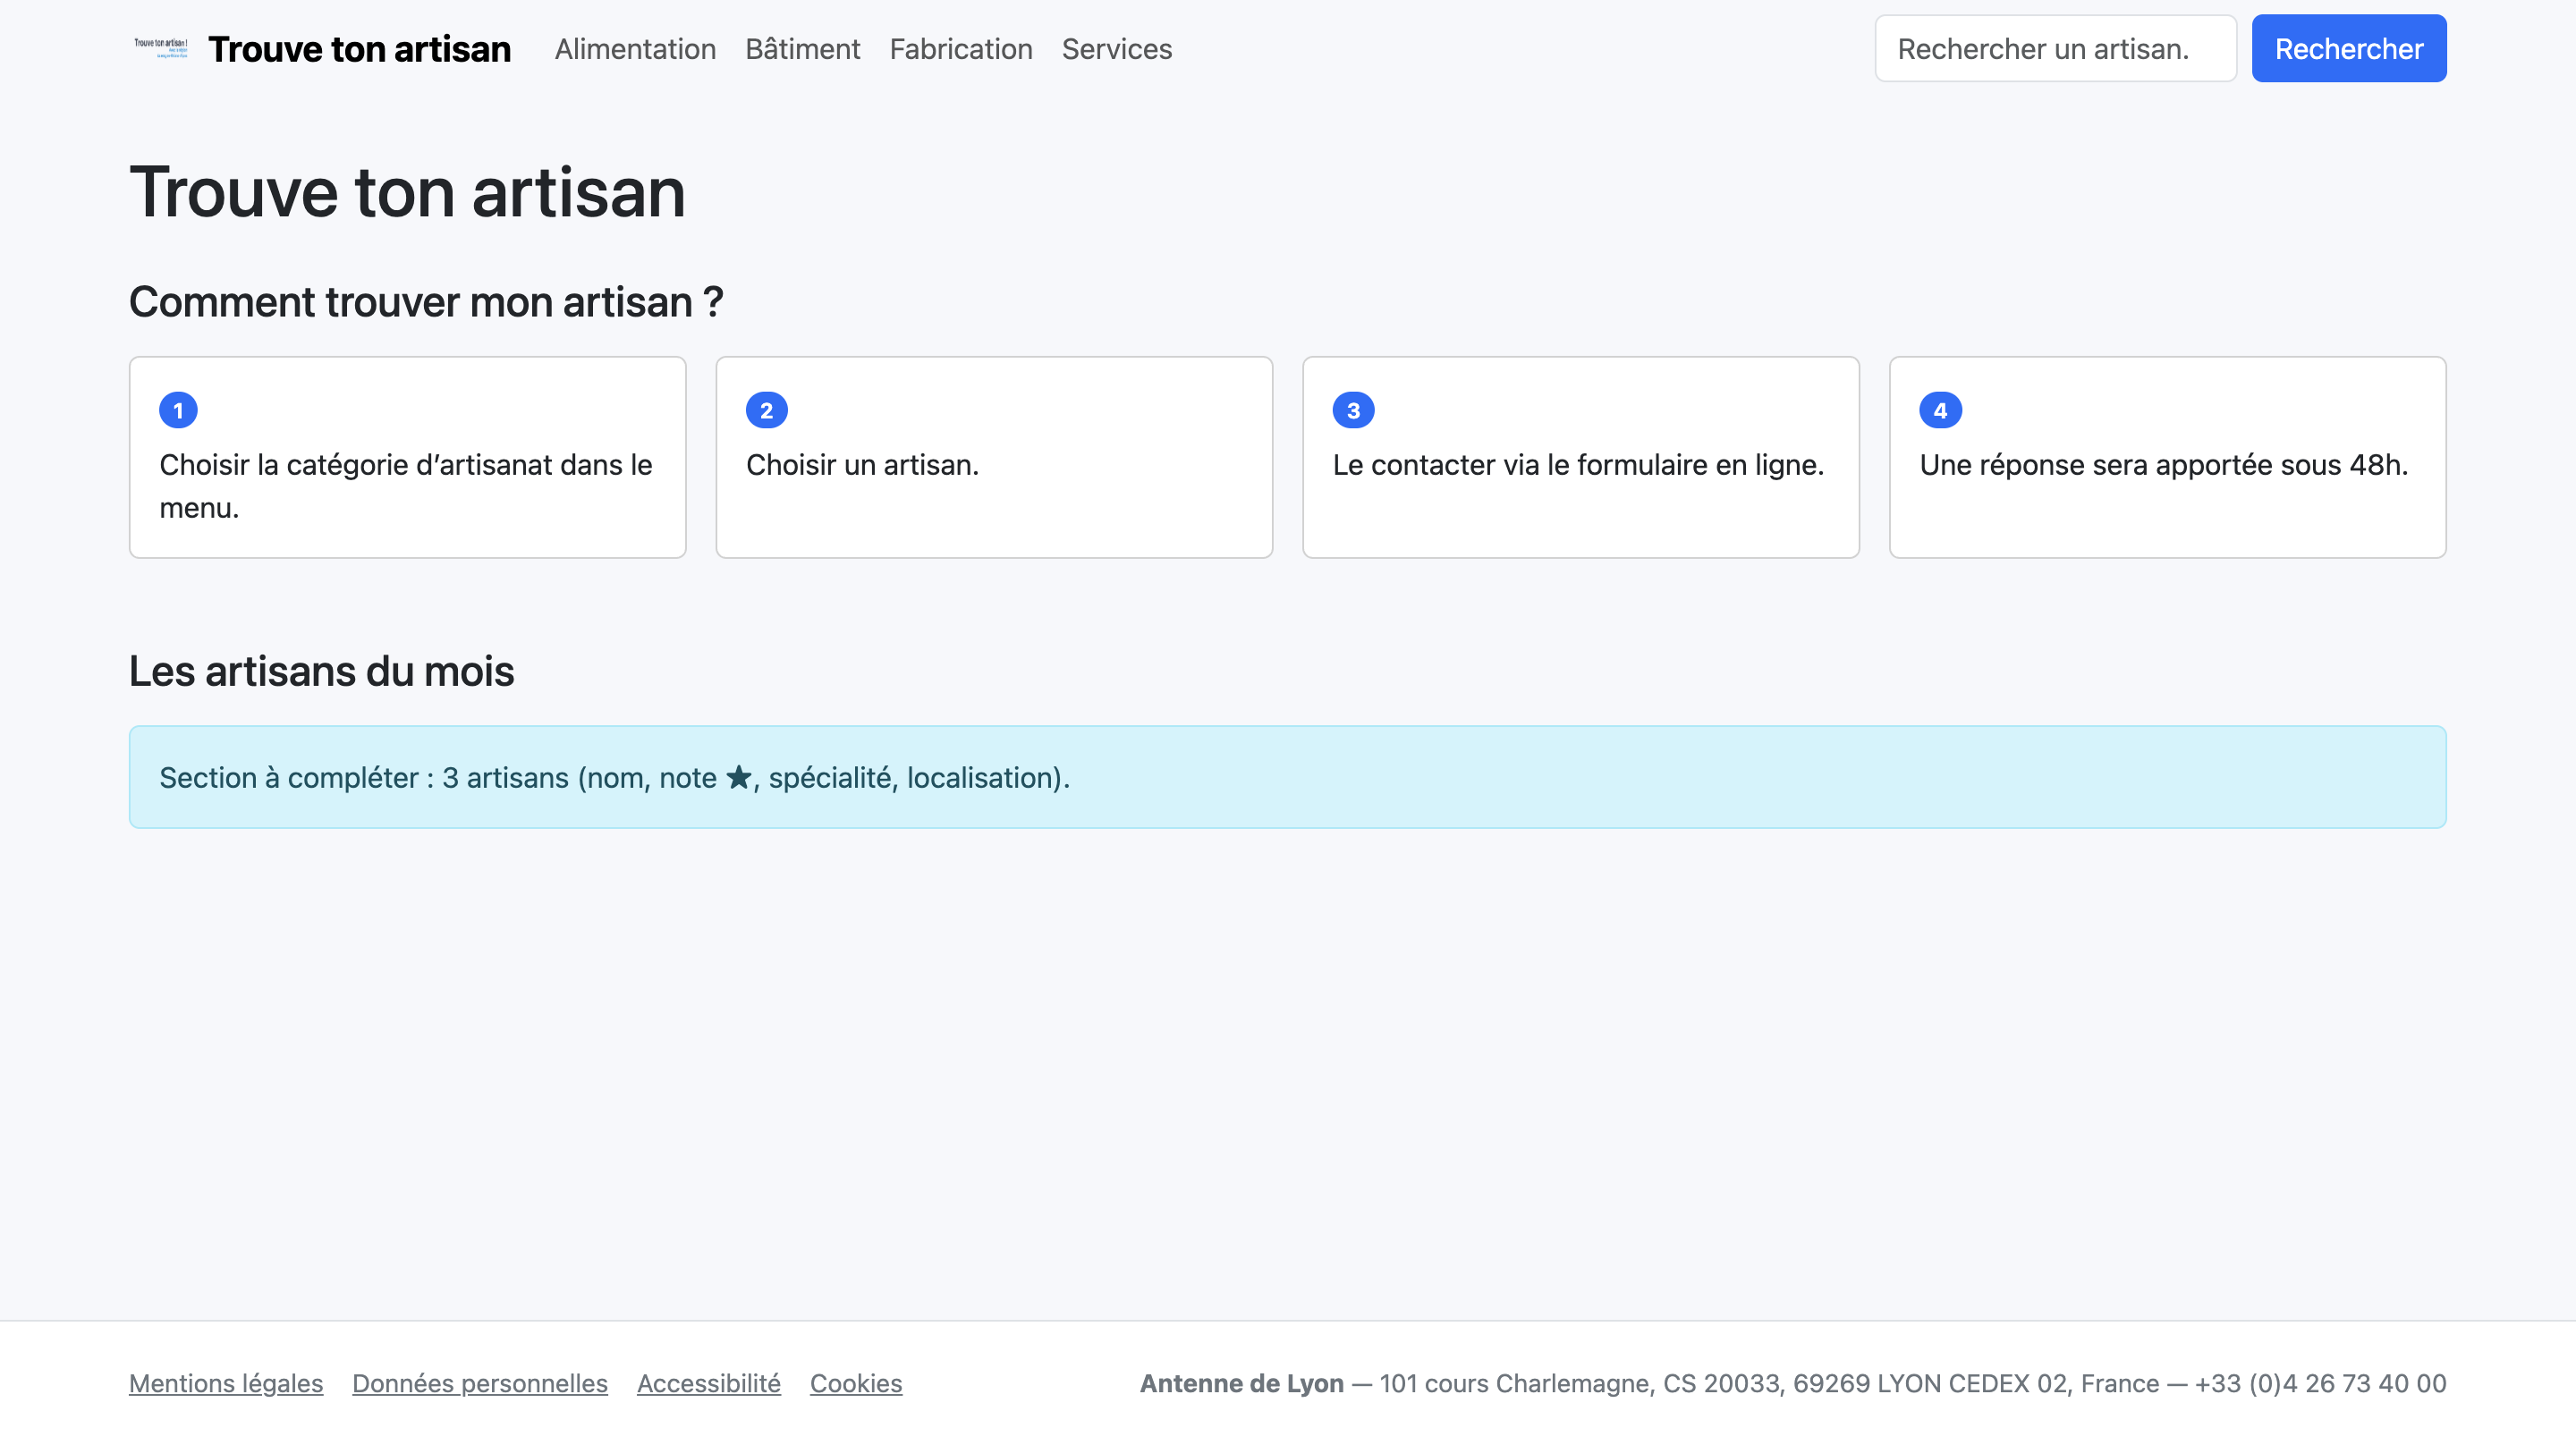 Trouve ton artisan !
Trouve ton artisan
Alimentation
Bâtiment
Fabrication
Services
Rechercher un artisan.
Rechercher
Trouve ton artisan
Comment trouver mon artisan ?
1
Choisir la catégorie d’artisanat dans le
menu.
2
Choisir un artisan.
3
Le contacter via le formulaire en ligne.
4
Une réponse sera apportée sous 48h.
Les artisans du mois
Section à compléter : 3 artisans (nom, note ★, spécialité, localisation).
Mentions légales
Données personnelles
Accessibilité
Cookies
Antenne de Lyon — 101 cours Charlemagne, CS 20033, 69269 LYON CEDEX 02, France — +33 (0)4 26 73 40 00